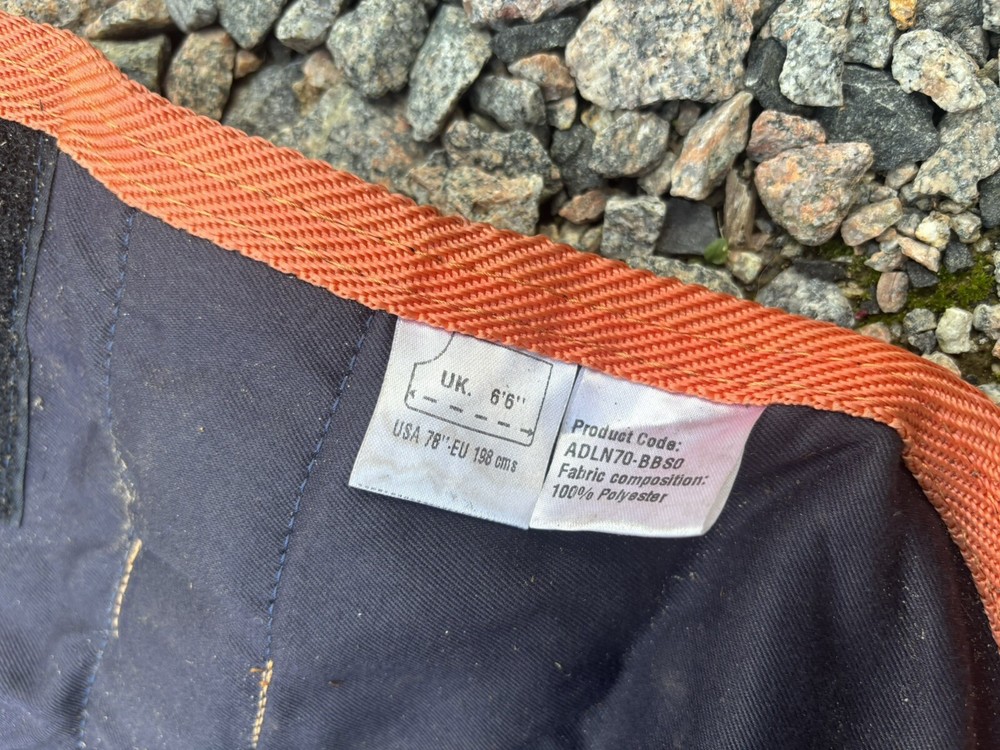 UK. 6'6"
USA 78"-EU 198 cms
Product Code:
ADLN70-BBS0
Fabric composition:
100% Polyester